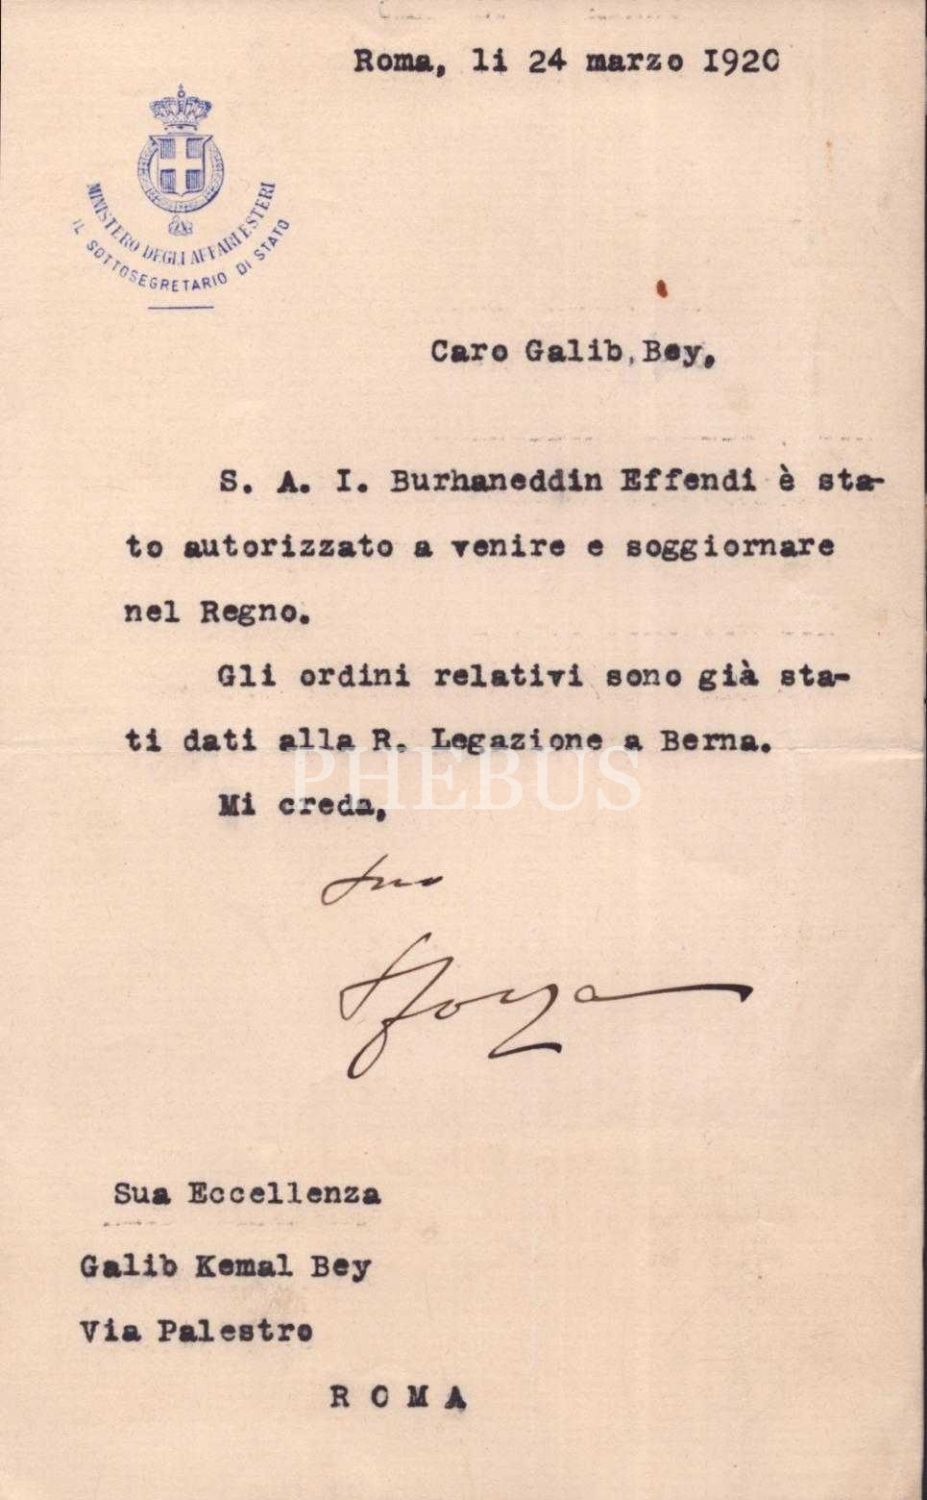 Roma, li 24 marzo 1920
MINISTERO DEGLI AFFARI ESTERI
IL SOTTOSEGRETARIO DI STATO
Caro Galib, Bey,
S. A. I. Burhaneddin Effendi è sta-
to autorizzato a venire e soggiornare
nel Regno.
Gli ordini relativi sono già sta-
ti dati alla R. Legazione a Berna.
PHEBUS
Mi creda,
suo
Sforza
Sua Eccellenza
Galib Kemal Bey
Via Palestro
R O M A